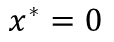 x* = 0